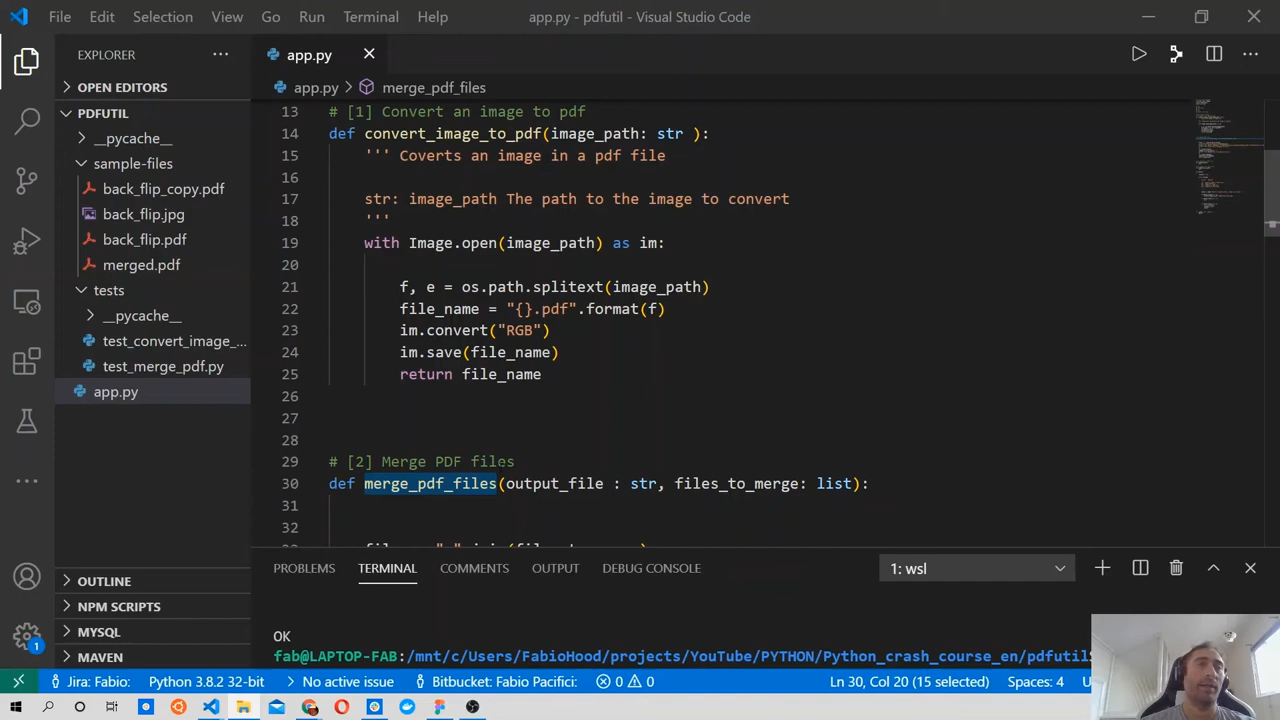 File Edit Selection View Go Run Terminal Help app.py - pdfutil - Visual Studio Code
EXPLORER
OPEN EDITORS
PDFUTIL
__pycache__
sample-files
back_flip_copy.pdf
back_flip.jpg
back_flip.pdf
merged.pdf
tests
__pycache__
test_convert_image_...
test_merge_pdf.py
app.py
OUTLINE
NPM SCRIPTS
MYSQL
MAVEN
app.py
app.py > merge_pdf_files
13 # [1] Convert an image to pdf
14 def convert_image_to_pdf(image_path: str ):
15 ''' Coverts an image in a pdf file
16
17 str: image_path The path to the image to convert
18 '''
19 with Image.open(image_path) as im:
20
21 f, e = os.path.splitext(image_path)
22 file_name = "{}.pdf".format(f)
23 im.convert("RGB")
24 im.save(file_name)
25 return file_name
26
27
28
29 # [2] Merge PDF files
30 def merge_pdf_files(output_file : str, files_to_merge: list):
31
32
PROBLEMS TERMINAL COMMENTS OUTPUT DEBUG CONSOLE 1: wsl
OK
fab@LAPTOP-FAB:/mnt/c/Users/FabioHood/projects/YouTube/PYTHON/Python_crash_course_en/pdfutil
1
Jira: Fabio: Python 3.8.2 32-bit No active issue Bitbucket: Fabio Pacifici: 0 0 Ln 30, Col 20 (15 selected) Spaces: 4